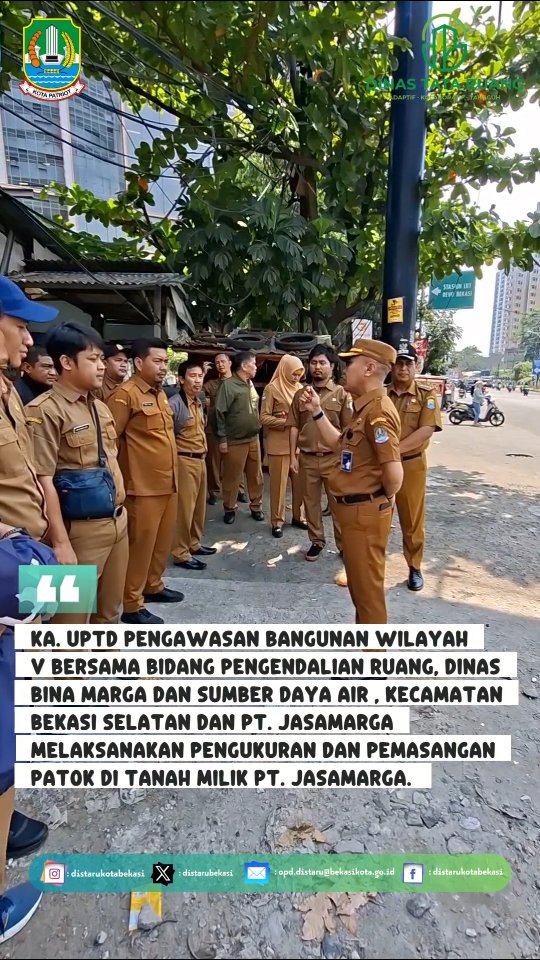 KOTA PATRIOT
DINAS TATA RUANG
STASIUN LRT
BEKASI
KA. UPTD PENGAWASAN BANGUNAN WILAYAH
V BERSAMA BIDANG PENGENDALIAN RUANG, DINAS
BINA MARGA DAN SUMBER DAYA AIR , KECAMATAN
BEKASI SELATAN DAN PT. JASAMARGA
MELAKSANAKAN PENGUKURAN DAN PEMASANGAN
PATOK DI TANAH MILIK PT. JASAMARGA.
: distarukotabekasi
: distarubekasi
: opd.distaru@bekasikota.go.id
: distarukotabekasi